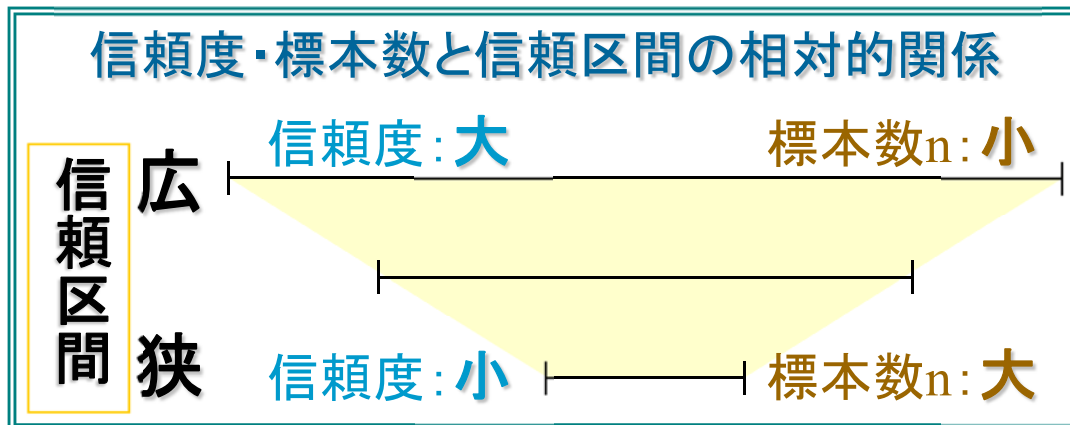 信頼度・標本数と信頼区間の相対的関係
信頼度：大
標本数n：小
信頼区間
広
狭
信頼度：小
標本数n：大